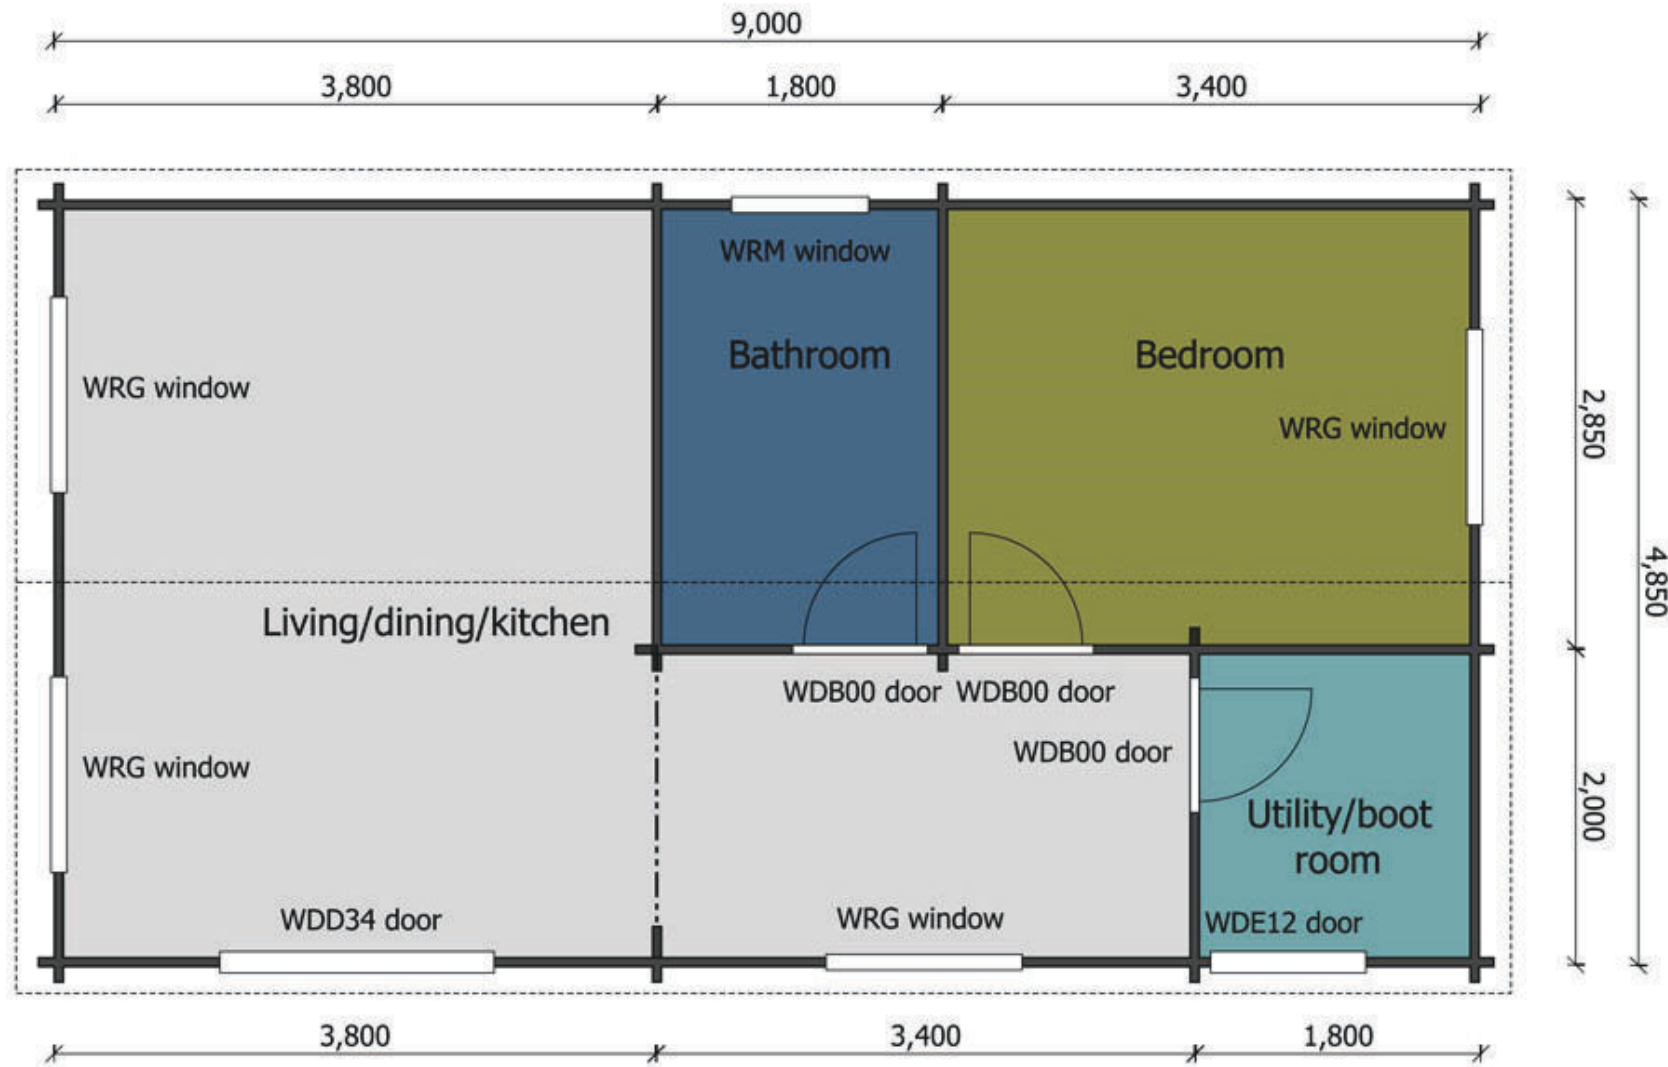 9,000
3,800
1,800
3,400
WRM window
Bathroom
Bedroom
WRG window
WRG window
2,850
4,850
Living/dining/kitchen
WDB00 door
WDB00 door
WDB00 door
WRG window
2,000
Utility/boot
room
WDD34 door
WRG window
WDE12 door
3,800
3,400
1,800